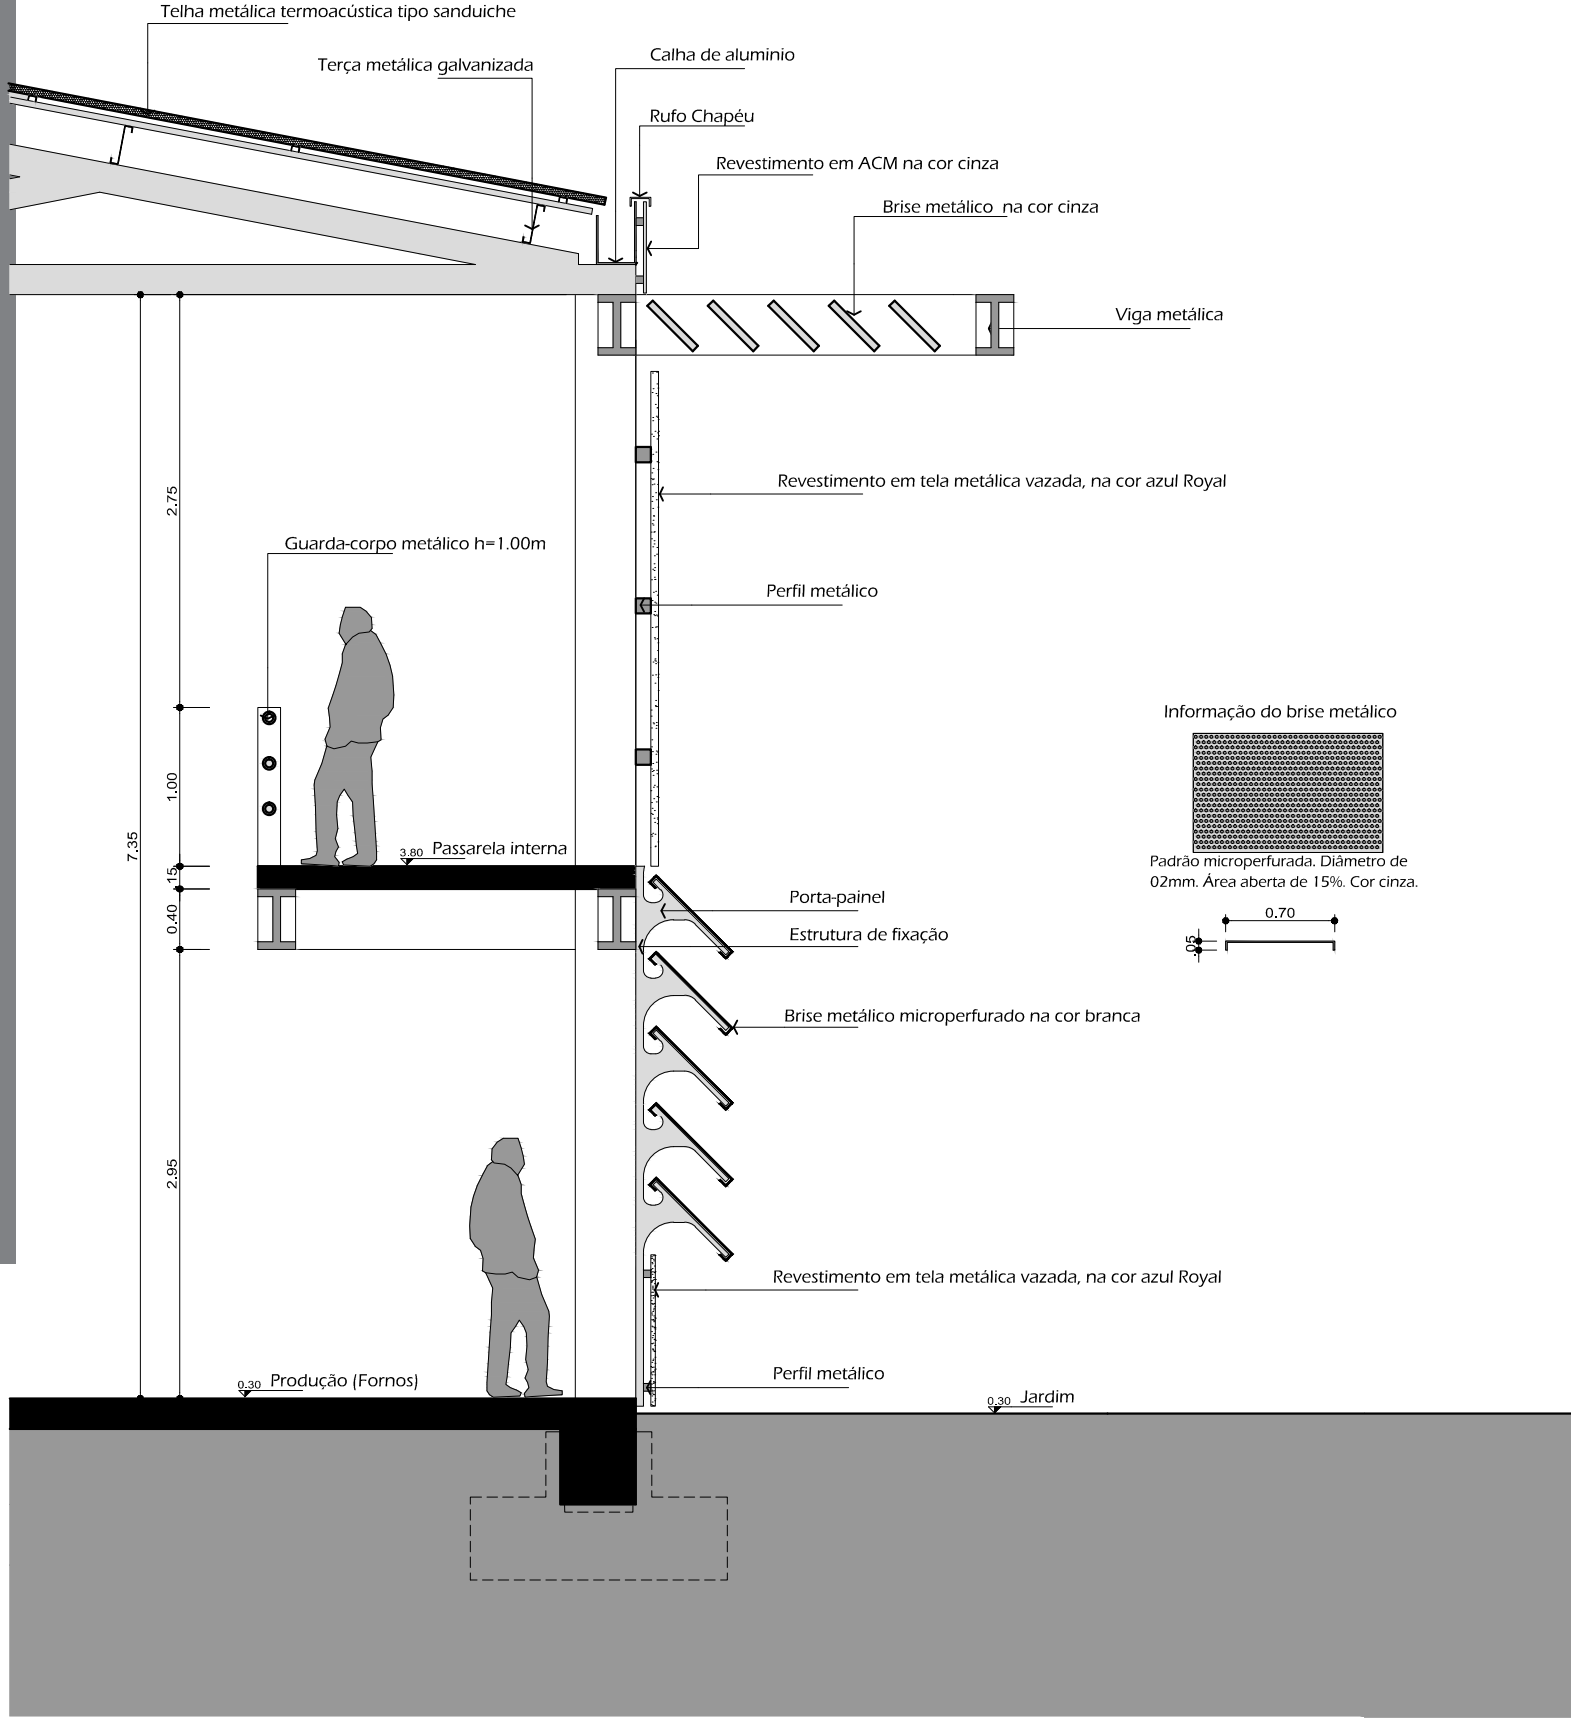 Telha metálica termoacústica tipo sanduiche
Calha de aluminio
Terça metálica galvanizada
Rufo Chapéu
Revestimento em ACM na cor cinza
Brise metálico na cor cinza
Viga metálica
Revestimento em tela metálica vazada, na cor azul Royal
2.75
Guarda-corpo metálico h=1.00m
Perfil metálico
Informação do brise metálico
1.00
7.35
3.80 Passarela interna
Padrão microperfurada. Diâmetro de
02mm. Área aberta de 15%. Cor cinza.
.15
Porta-painel
0.40
0.70
Estrutura de fixação
.05
Brise metálico microperfurado na cor branca
2.95
Revestimento em tela metálica vazada, na cor azul Royal
Perfil metálico
0.30 Produção (Fornos)
0.30 Jardim